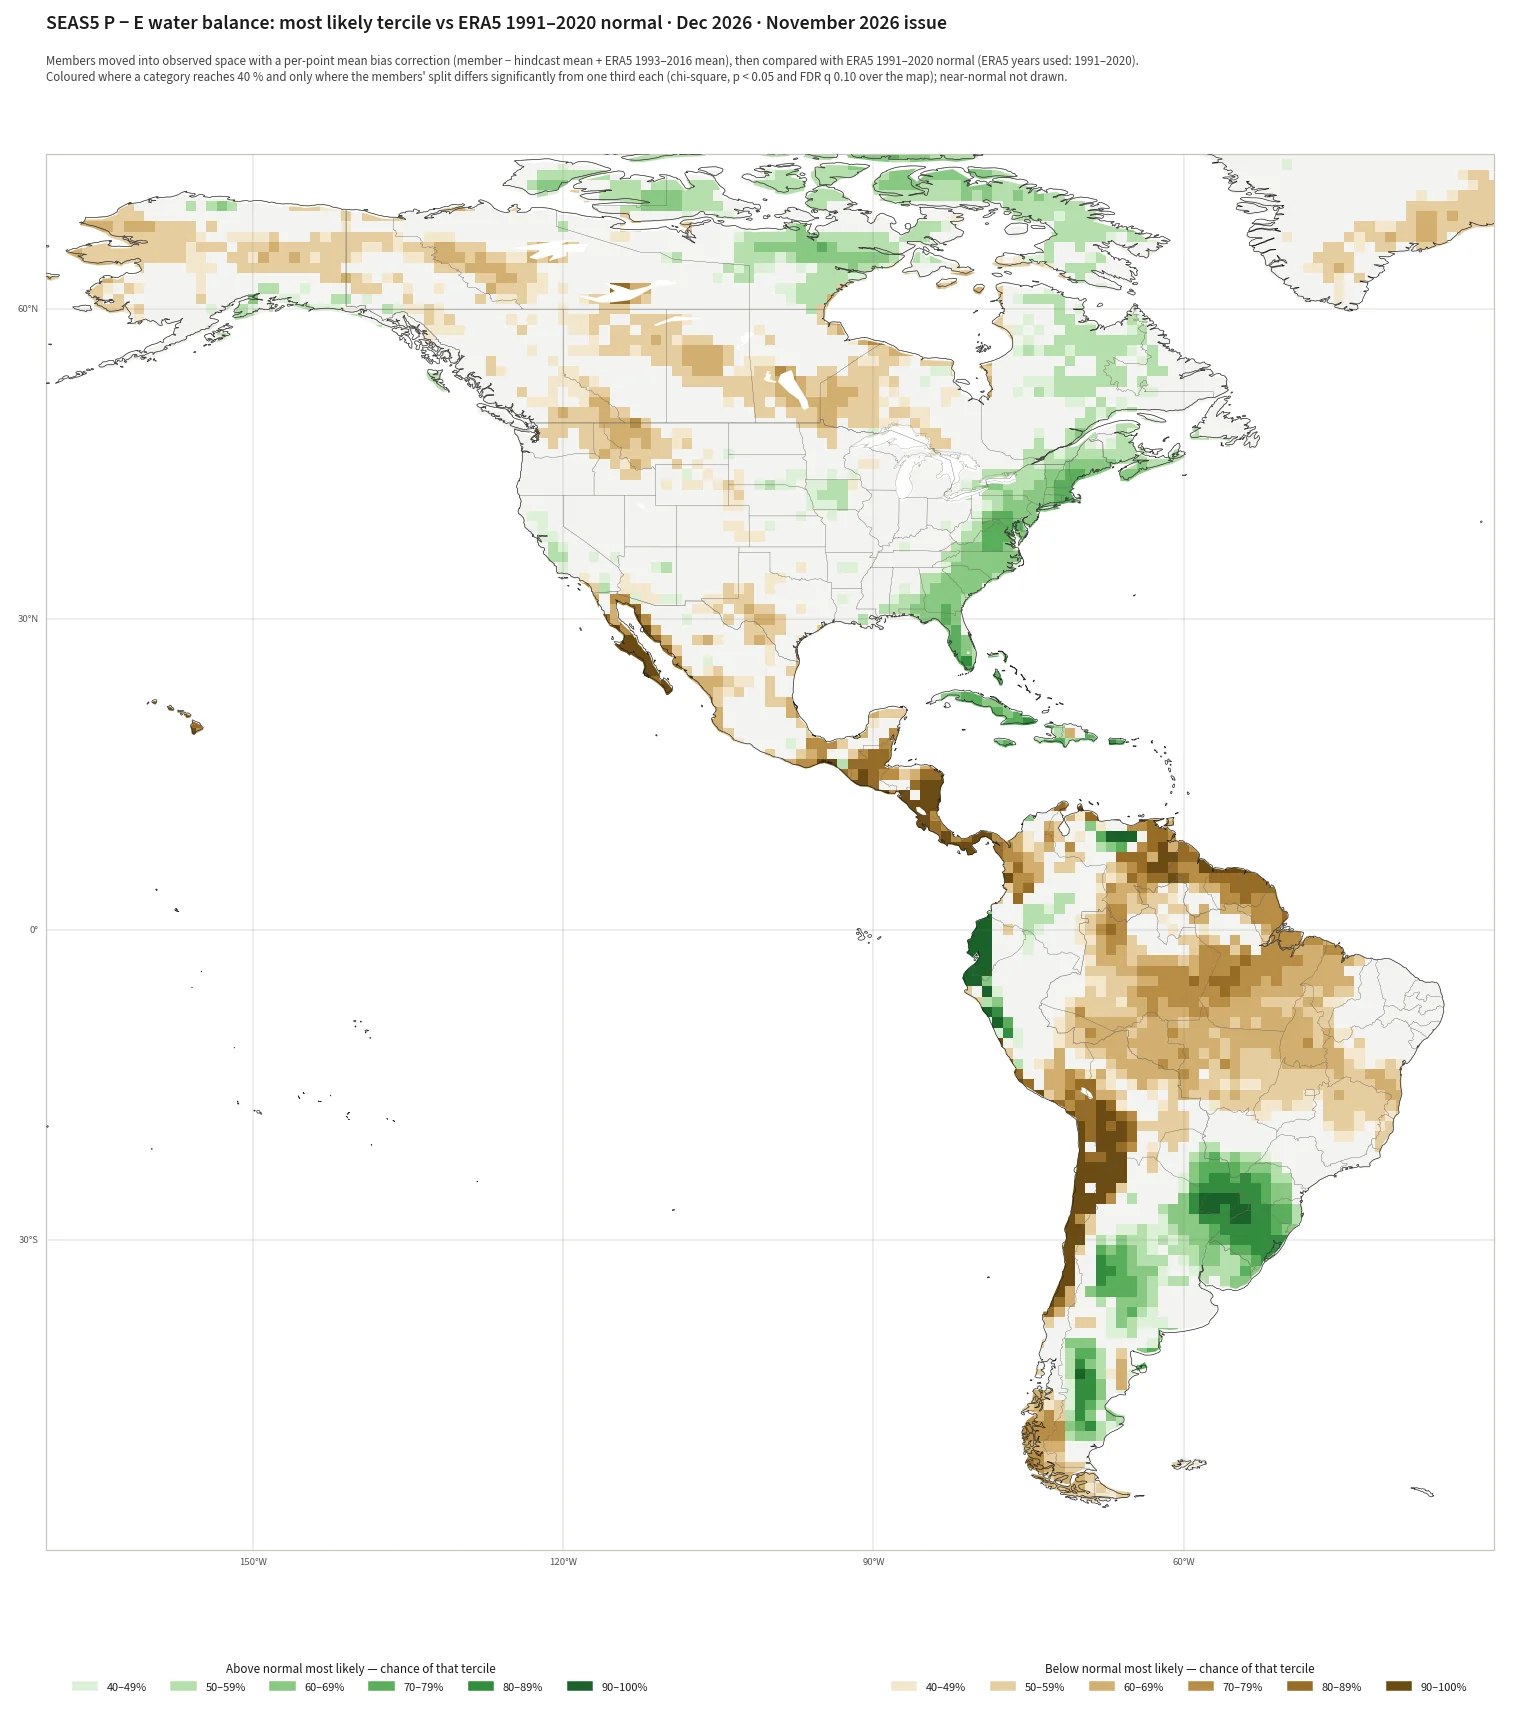 SEAS5 P − E water balance: most likely tercile vs ERA5 1991–2020 normal · Dec 2026 · November 2026 issue
Members moved into observed space with a per-point mean bias correction (member − hindcast mean + ERA5 1993–2016 mean), then compared with ERA5 1991–2020 normal (ERA5 years used: 1991–2020).
Coloured where a category reaches 40 % and only where the members' split differs significantly from one third each (chi-square, p < 0.05 and FDR q 0.10 over the map); near-normal not drawn.
60°N
30°N
0°
30°S
150°W 120°W 90°W 60°W
Above normal most likely — chance of that tercile
40–49% 50–59% 60–69% 70–79% 80–89% 90–100%
Below normal most likely — chance of that tercile
40–49% 50–59% 60–69% 70–79% 80–89% 90–100%